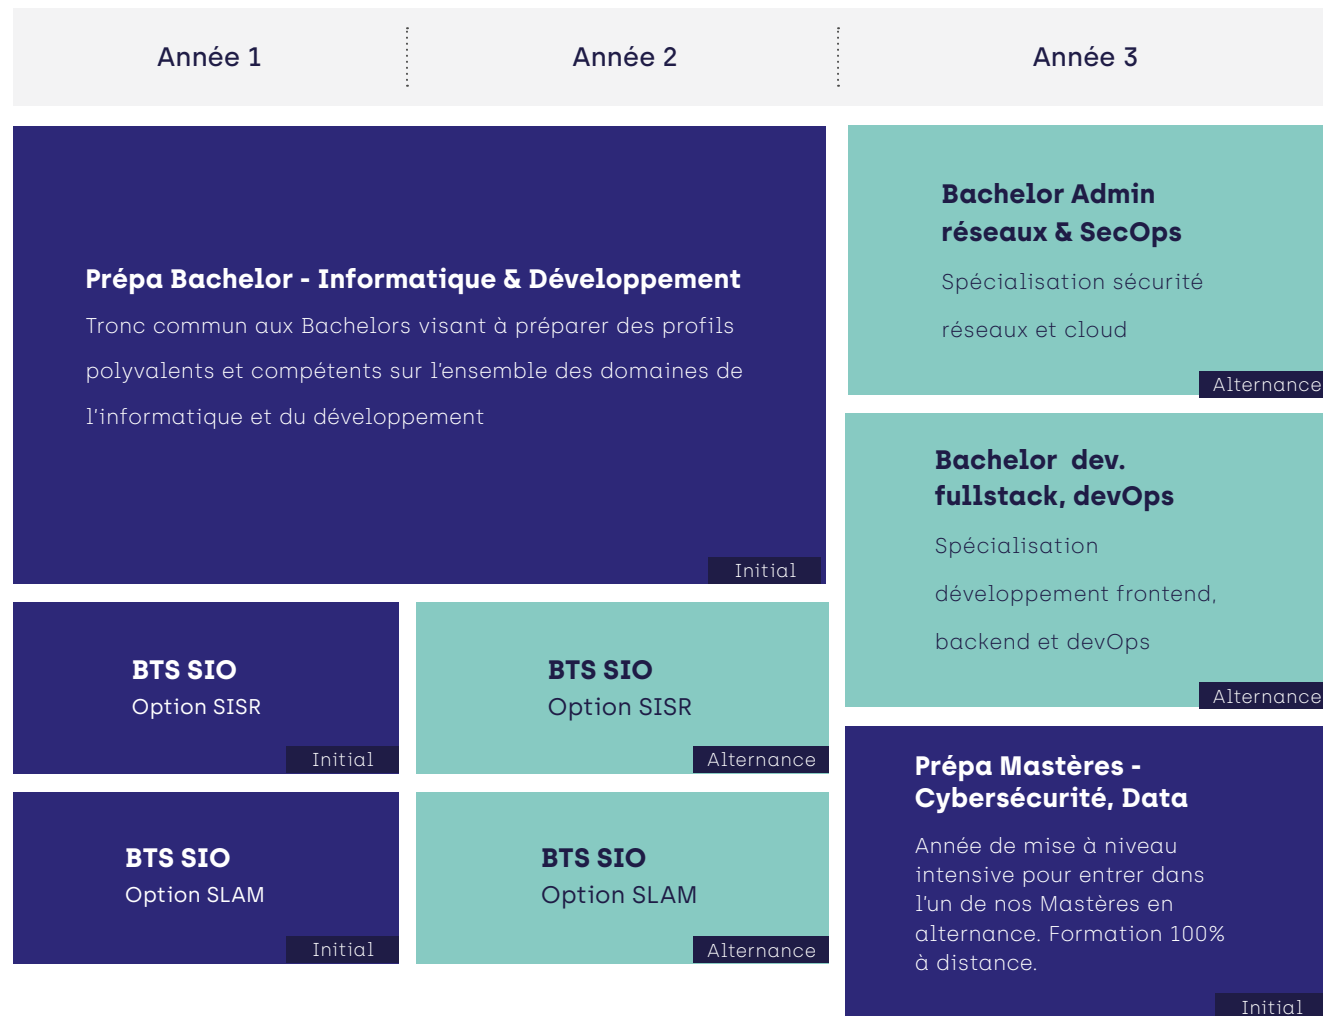 Année 1
Année 2
Année 3
Prépa Bachelor - Informatique & Développement
Tronc commun aux Bachelors visant à préparer des profils
polyvalents et compétents sur l'ensemble des domaines de
l'informatique et du développement
Initial
BTS SIO
Option SISR
Initial
BTS SIO
Option SISR
Alternance
BTS SIO
Option SLAM
Initial
BTS SIO
Option SLAM
Alternance
Bachelor Admin
réseaux & SecOps
Spécialisation sécurité
réseaux et cloud
Alternance
Bachelor dev.
fullstack, devOps
Spécialisation
développement frontend,
backend et devOps
Alternance
Prépa Mastères -
Cybersécurité, Data
Année de mise à niveau
intensive pour entrer dans
l'un de nos Mastères en
alternance. Formation 100%
à distance.
Initial